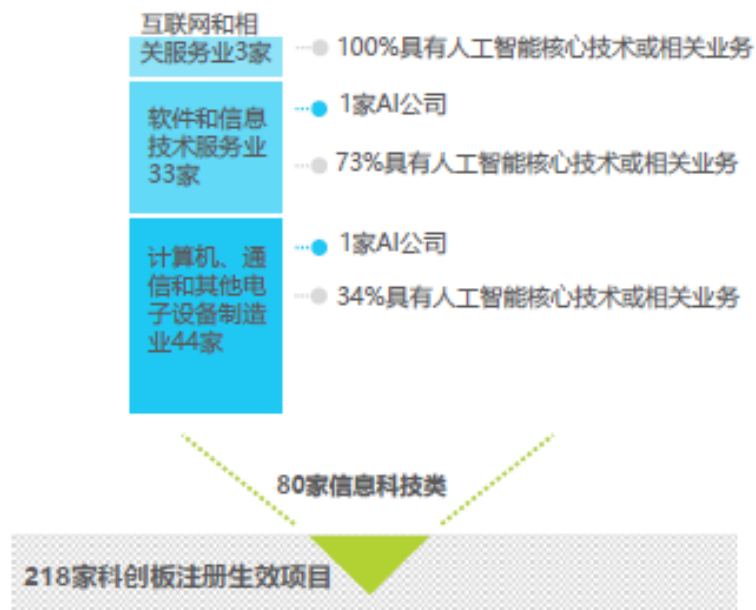 互联网和相
关服务业3家
100%具有人工智能核心技术或相关业务
软件和信息
技术服务业
33家
1家AI公司
73%具有人工智能核心技术或相关业务
计算机、通
信和其他电
子设备制造
业44家
1家AI公司
34%具有人工智能核心技术或相关业务
80家信息科技类
218家科创板注册生效项目